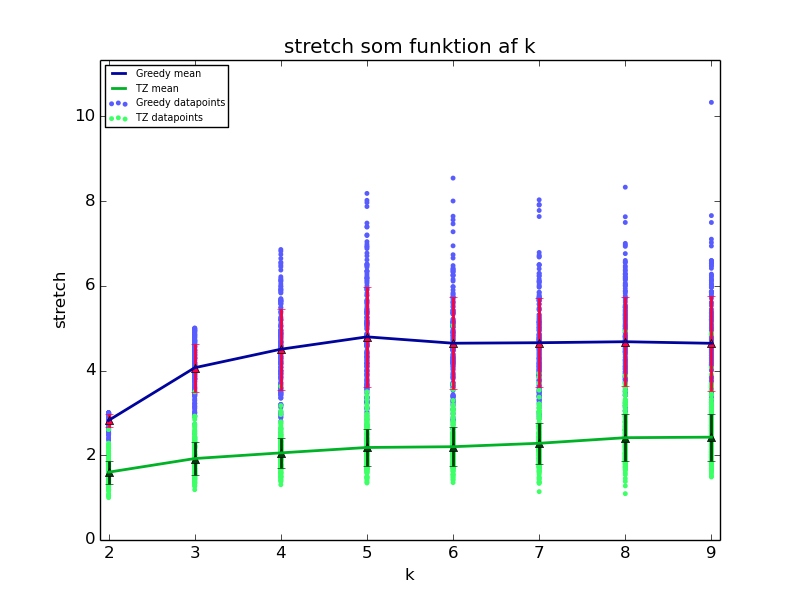 stretch som funktion af k
Greedy mean
TZ mean
Greedy datapoints
TZ datapoints
10
8
6
4
2
0
stretch
2 3 4 5 6 7 8 9
k